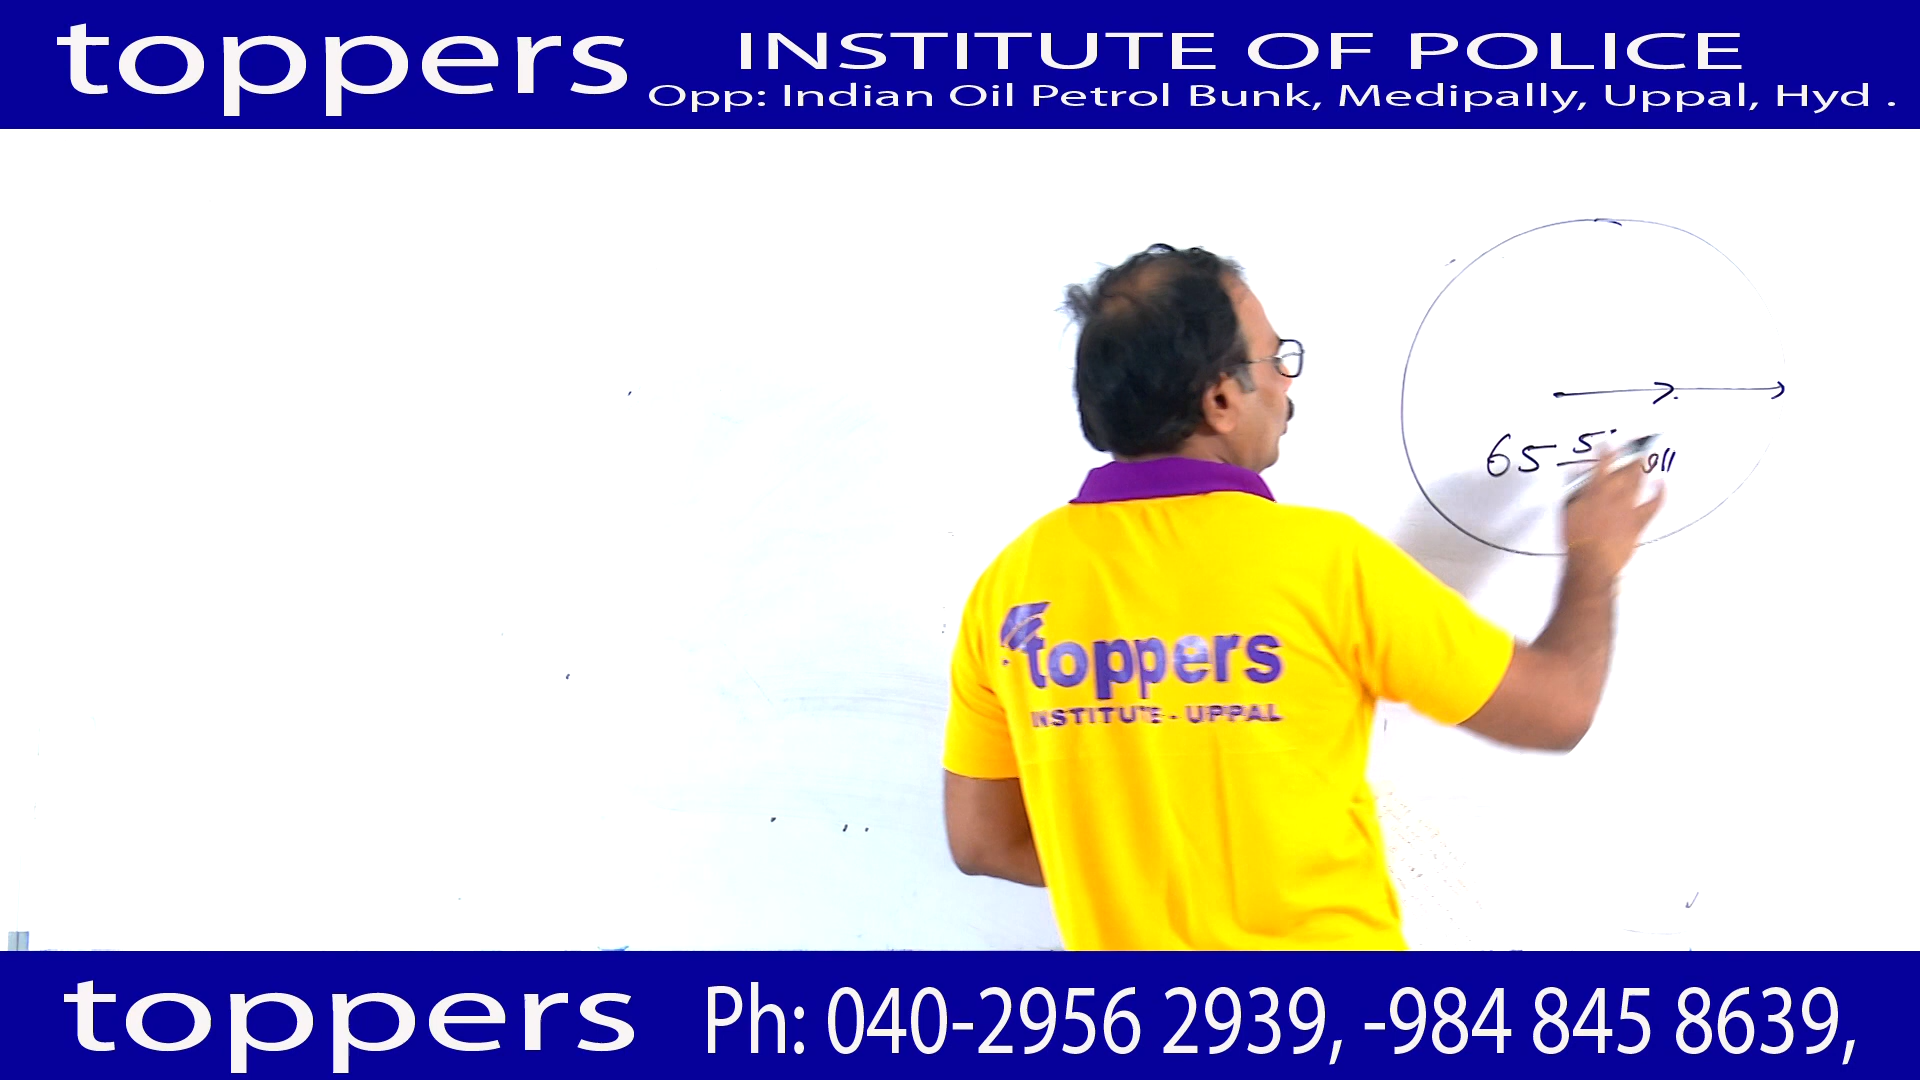 toppers INSTITUTE OF POLICE
Opp: Indian Oil Petrol Bunk, Medipally, Uppal, Hyd .
65 5
toppers
INSTITUTE - UPPAL
toppers Ph: 040-2956 2939, -984 845 8639,